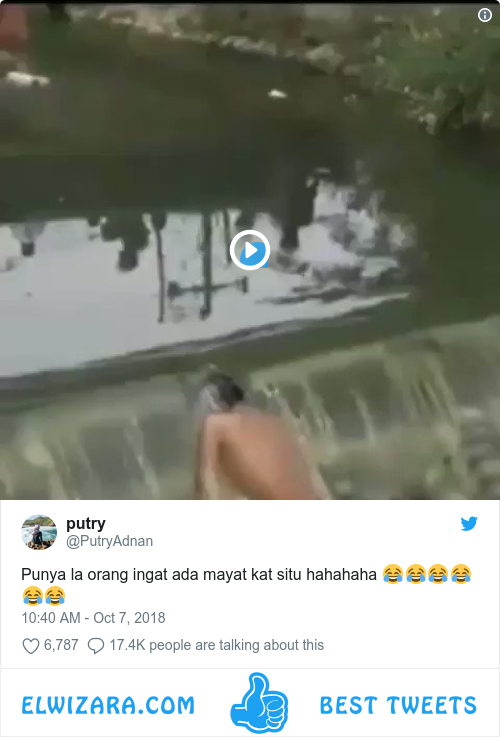 putry
@PutryAdnan
Punya la orang ingat ada mayat kat situ hahahaha 😂😂😂😂
😂😂
10:40 AM - Oct 7, 2018
6,787 17.4K people are talking about this
ELWIZARA.COM BEST TWEETS